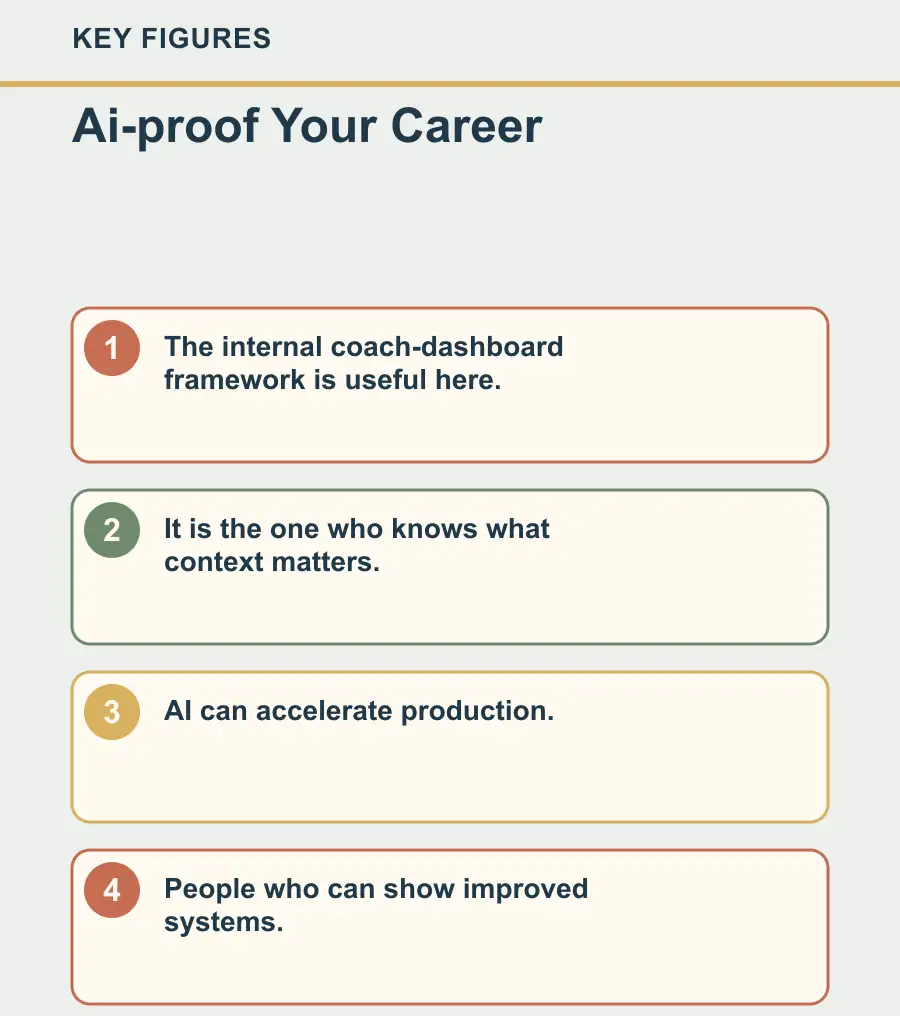 KEY FIGURES
Ai-proof Your Career
1
The internal coach-dashboard
framework is useful here.
2
It is the one who knows what
context matters.
3
AI can accelerate production.
4
People who can show improved
systems.